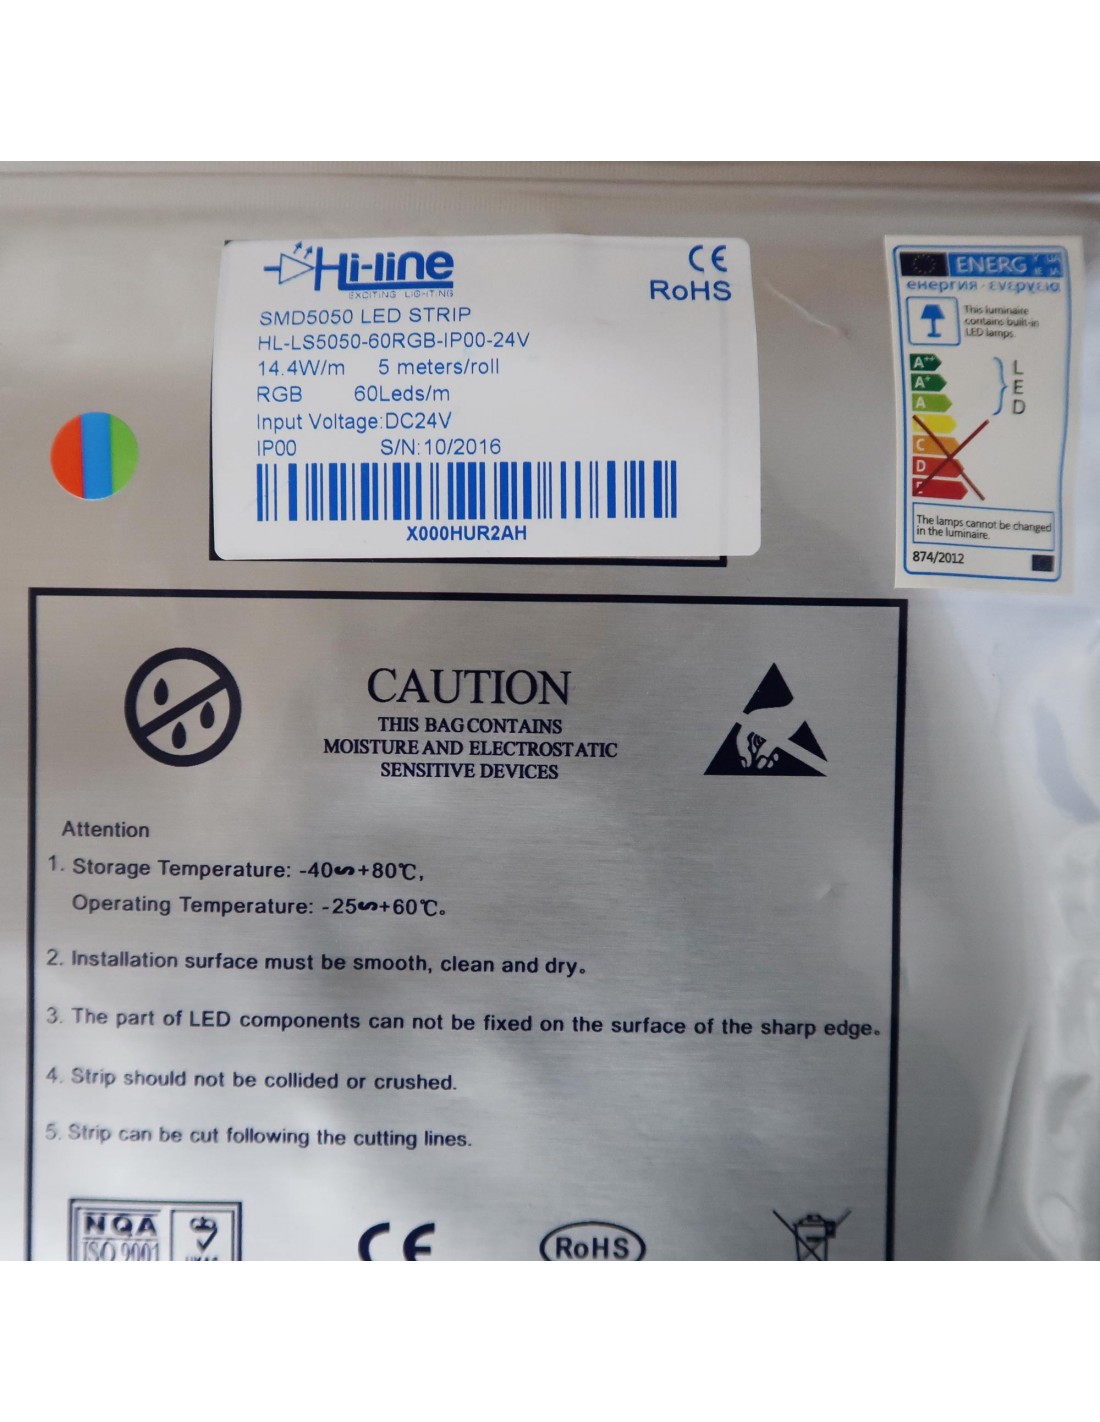 Hi-line
EXCITING LIGHTING
CE
RoHS
SMD5050 LED STRIP
HL-LS5050-60RGB-IP00-24V
14.4W/m 5 meters/roll
RGB 60Leds/m
Input Voltage:DC24V
IP00 S/N:10/2016
X000HUR2AH
ENERG
енергия · ενεργεια
This luminaire
contains built-in
LED lamps.
A++
A+
A
C
D
L
E
D
The lamps cannot be changed
in the luminaire.
874/2012
CAUTION
THIS BAG CONTAINS
MOISTURE AND ELECTROSTATIC
SENSITIVE DEVICES
Attention
1. Storage Temperature: -40∽+80℃,
Operating Temperature: -25∽+60℃。
2. Installation surface must be smooth, clean and dry。
3. The part of LED components can not be fixed on the surface of the sharp edge。
4. Strip should not be collided or crushed.
5. Strip can be cut following the cutting lines.
NQA
ISO 9001
CE
RoHS